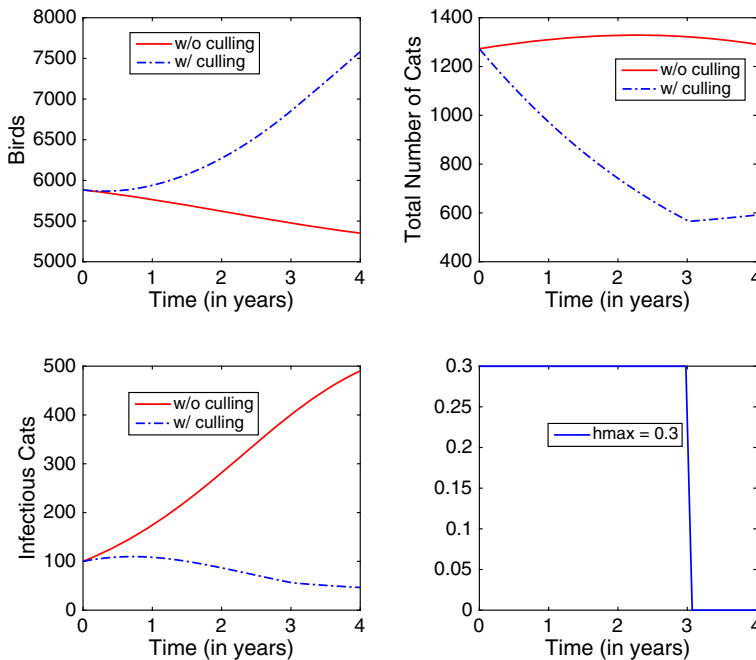 8000
7500
7000
6500
6000
5500
5000
Birds
w/o culling
w/ culling
0 1 2 3 4
Time (in years)
1400
1200
1000
800
600
400
Total Number of Cats
w/o culling
w/ culling
0 1 2 3 4
Time (in years)
500
400
300
200
100
0
Infectious Cats
w/o culling
w/ culling
0 1 2 3 4
Time (in years)
0.3
0.25
0.2
0.15
0.1
0.05
0
hmax = 0.3
0 1 2 3 4
Time (in years)